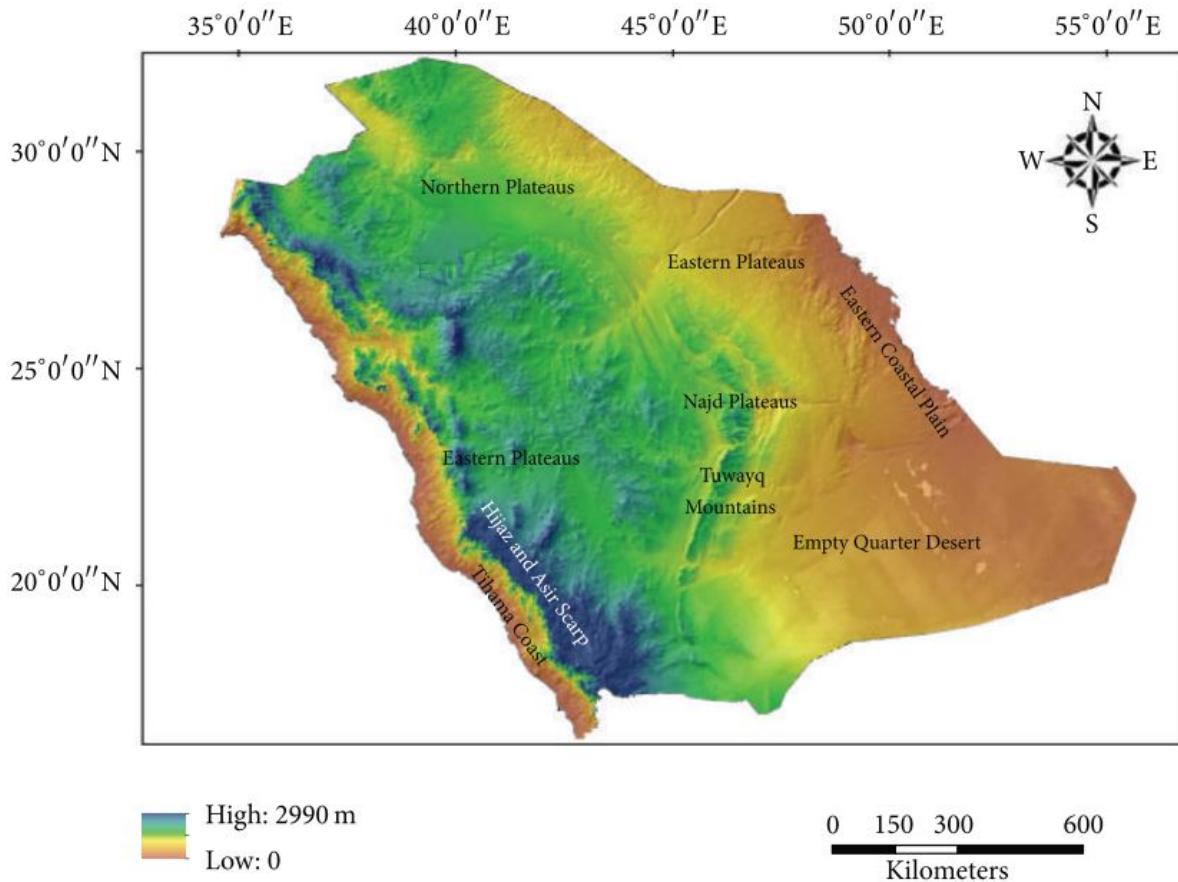 35°0′0″E 40°0′0″E 45°0′0″E 50°0′0″E 55°0′0″E
N
W E
S
30°0′0″N
25°0′0″N
20°0′0″N
Northern Plateaus
Eastern Plateaus
Eastern Coastal Plain
Najd Plateaus
Eastern Plateaus
Tuwayq
Mountains
Hijaz and Asir Scarp
Empty Quarter Desert
Tihama Coast
High: 2990 m
Low: 0
0 150 300 600
Kilometers